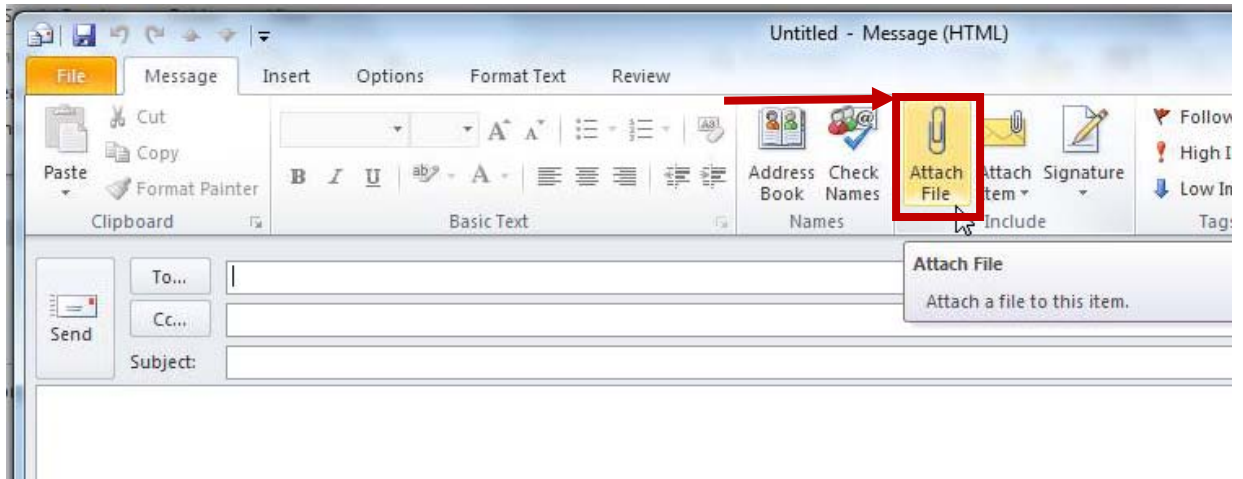 Untitled - Message (HTML)
File Message Insert Options Format Text Review
Paste
Cut
Copy
Format Painter
Clipboard
A A
B I U ab A
Basic Text
Address Book
Check Names
Names
Attach File
Attach Item
Signature
Include
Follow
High I
Low
Tag
Attach File
Attach a file to this item.
Send
To...
Cc...
Subject: